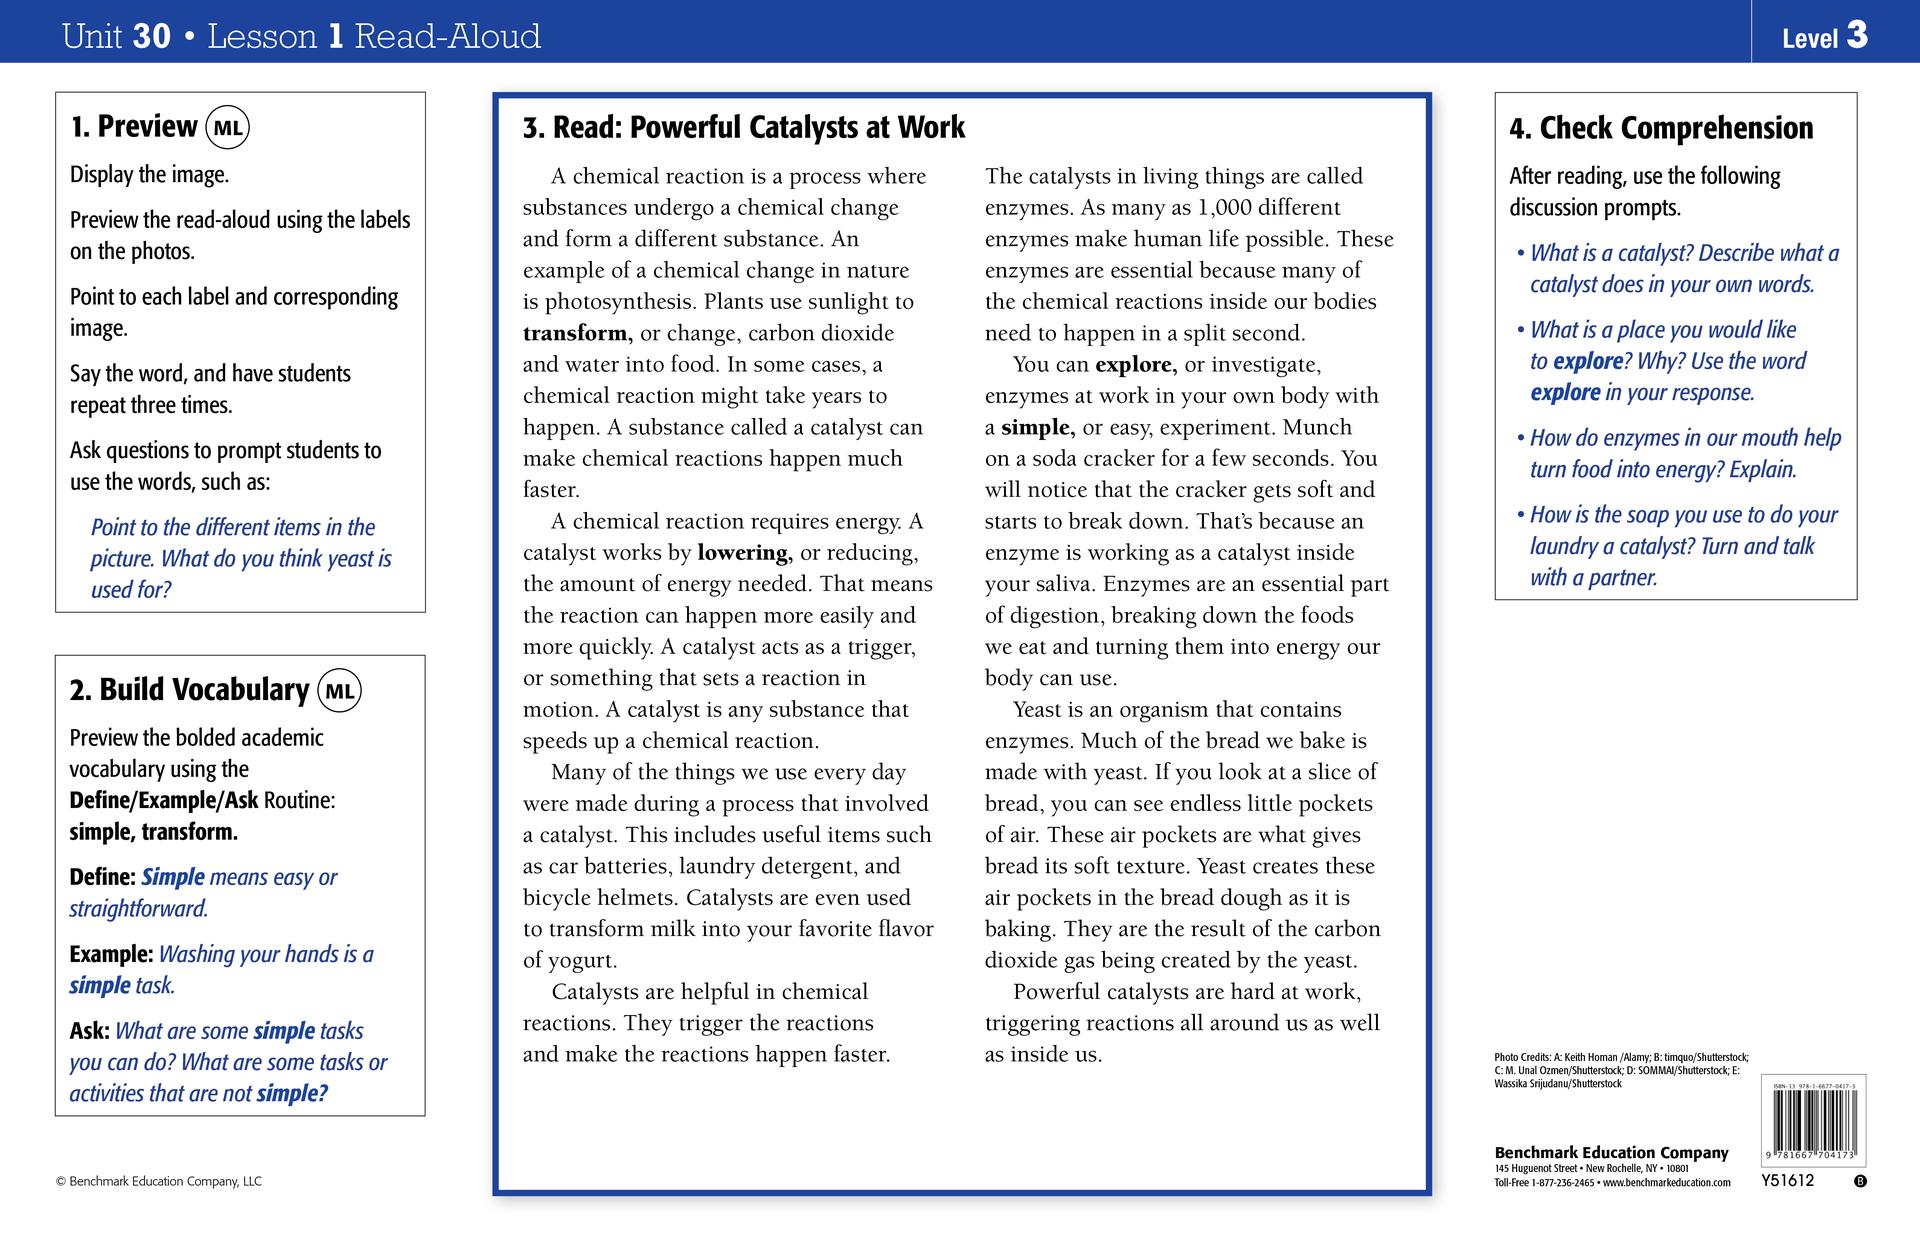 Unit 30 • Lesson 1 Read-Aloud
Level 3
1. Preview ML
Display the image.
Preview the read-aloud using the labels
on the photos.
Point to each label and corresponding
image.
Say the word, and have students
repeat three times.
Ask questions to prompt students to
use the words, such as:
Point to the different items in the
picture. What do you think yeast is
used for?
2. Build Vocabulary ML
Preview the bolded academic
vocabulary using the
Define/Example/Ask Routine:
simple, transform.
Define: Simple means easy or
straightforward.
Example: Washing your hands is a
simple task.
Ask: What are some simple tasks
you can do? What are some tasks or
activities that are not simple?
© Benchmark Education Company, LLC
3. Read: Powerful Catalysts at Work
A chemical reaction is a process where
substances undergo a chemical change
and form a different substance. An
example of a chemical change in nature
is photosynthesis. Plants use sunlight to
transform, or change, carbon dioxide
and water into food. In some cases, a
chemical reaction might take years to
happen. A substance called a catalyst can
make chemical reactions happen much
faster.
A chemical reaction requires energy. A
catalyst works by lowering, or reducing,
the amount of energy needed. That means
the reaction can happen more easily and
more quickly. A catalyst acts as a trigger,
or something that sets a reaction in
motion. A catalyst is any substance that
speeds up a chemical reaction.
Many of the things we use every day
were made during a process that involved
a catalyst. This includes useful items such
as car batteries, laundry detergent, and
bicycle helmets. Catalysts are even used
to transform milk into your favorite flavor
of yogurt.
Catalysts are helpful in chemical
reactions. They trigger the reactions
and make the reactions happen faster.
The catalysts in living things are called
enzymes. As many as 1,000 different
enzymes make human life possible. These
enzymes are essential because many of
the chemical reactions inside our bodies
need to happen in a split second.
You can explore, or investigate,
enzymes at work in your own body with
a simple, or easy, experiment. Munch
on a soda cracker for a few seconds. You
will notice that the cracker gets soft and
starts to break down. That's because an
enzyme is working as a catalyst inside
your saliva. Enzymes are an essential part
of digestion, breaking down the foods
we eat and turning them into energy our
body can use.
Yeast is an organism that contains
enzymes. Much of the bread we bake is
made with yeast. If you look at a slice of
bread, you can see endless little pockets
of air. These air pockets are what gives
bread its soft texture. Yeast creates these
air pockets in the bread dough as it is
baking. They are the result of the carbon
dioxide gas being created by the yeast.
Powerful catalysts are hard at work,
triggering reactions all around us as well
as inside us.
4. Check Comprehension
After reading, use the following
discussion prompts.
• What is a catalyst? Describe what a
catalyst does in your own words.
• What is a place you would like
to explore? Why? Use the word
explore in your response.
• How do enzymes in our mouth help
turn food into energy? Explain.
• How is the soap you use to do your
laundry a catalyst? Turn and talk
with a partner.
Photo Credits: A: Keith Homan /Alamy; B: timquo/Shutterstock;
C: M. Unal Ozmen/Shutterstock; D: SOMMAI/Shutterstock; E:
Wassika Srijudanu/Shutterstock
Benchmark Education Company
145 Huguenot Street • New Rochelle, NY • 10801
Toll-Free 1-877-236-2465 • www.benchmarkeducation.com
ISBN-13 978-1-6677-0417-3
9 781667 704173
Y51612
B